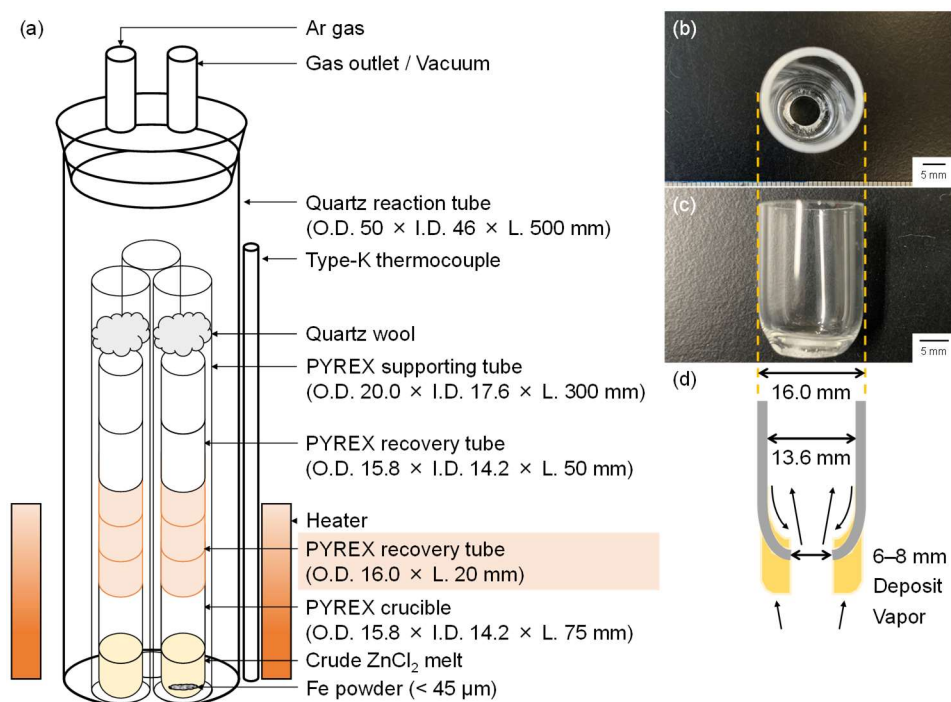 (a)
Ar gas
Gas outlet / Vacuum
Quartz reaction tube
(O.D. 50 × I.D. 46 × L. 500 mm)
Type-K thermocouple
Quartz wool
PYREX supporting tube
(O.D. 20.0 × I.D. 17.6 × L. 300 mm)
PYREX recovery tube
(O.D. 15.8 × I.D. 14.2 × L. 50 mm)
Heater
PYREX recovery tube
(O.D. 16.0 × L. 20 mm)
PYREX crucible
(O.D. 15.8 × I.D. 14.2 × L. 75 mm)
Crude ZnCl₂ melt
Fe powder (< 45 μm)
(b)
5 mm
(c)
5 mm
(d)
16.0 mm
13.6 mm
6–8 mm
Deposit
Vapor